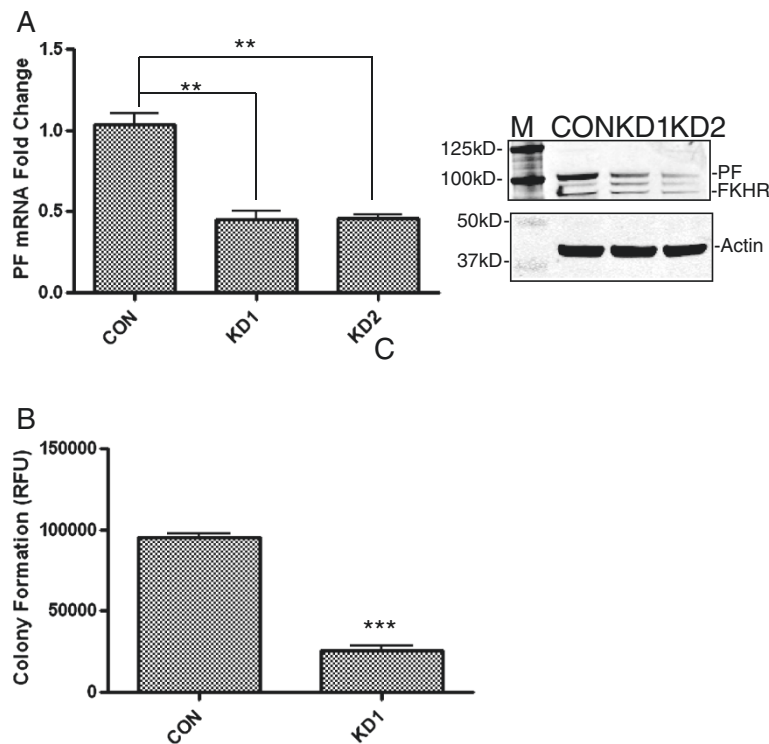 A
PF mRNA Fold Change
1.5
1.0
0.5
0.0
**
**
CON
KD1
KD2
M CONKD1KD2
125kD-
100kD-
-PF
-FKHR
50kD-
37kD-
-Actin
C
B
Colony Formation (RFU)
150000
100000
50000
0
***
CON
KD1